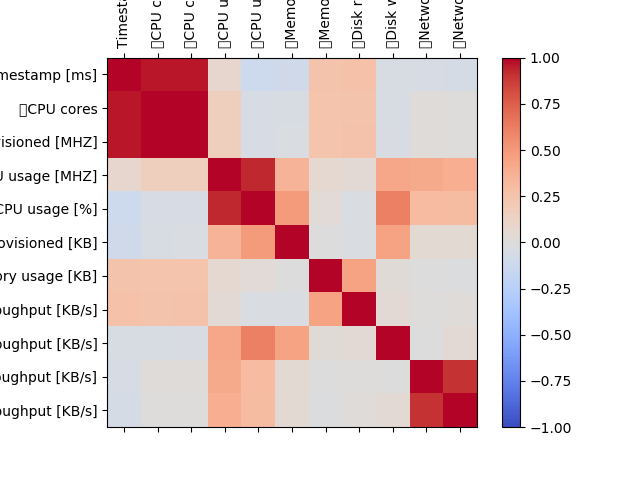 Timesta
▯CPU c
▯CPU c
▯CPU u
▯CPU u
▯Memo
▯Memo
▯Disk r
▯Disk w
▯Netwo
▯Netwo
mestamp [ms]
▯CPU cores
isioned [MHZ]
U usage [MHZ]
CPU usage [%]
ovisioned [KB]
ory usage [KB]
oughput [KB/s]
oughput [KB/s]
oughput [KB/s]
oughput [KB/s]
1.00
0.75
0.50
0.25
0.00
−0.25
−0.50
−0.75
−1.00